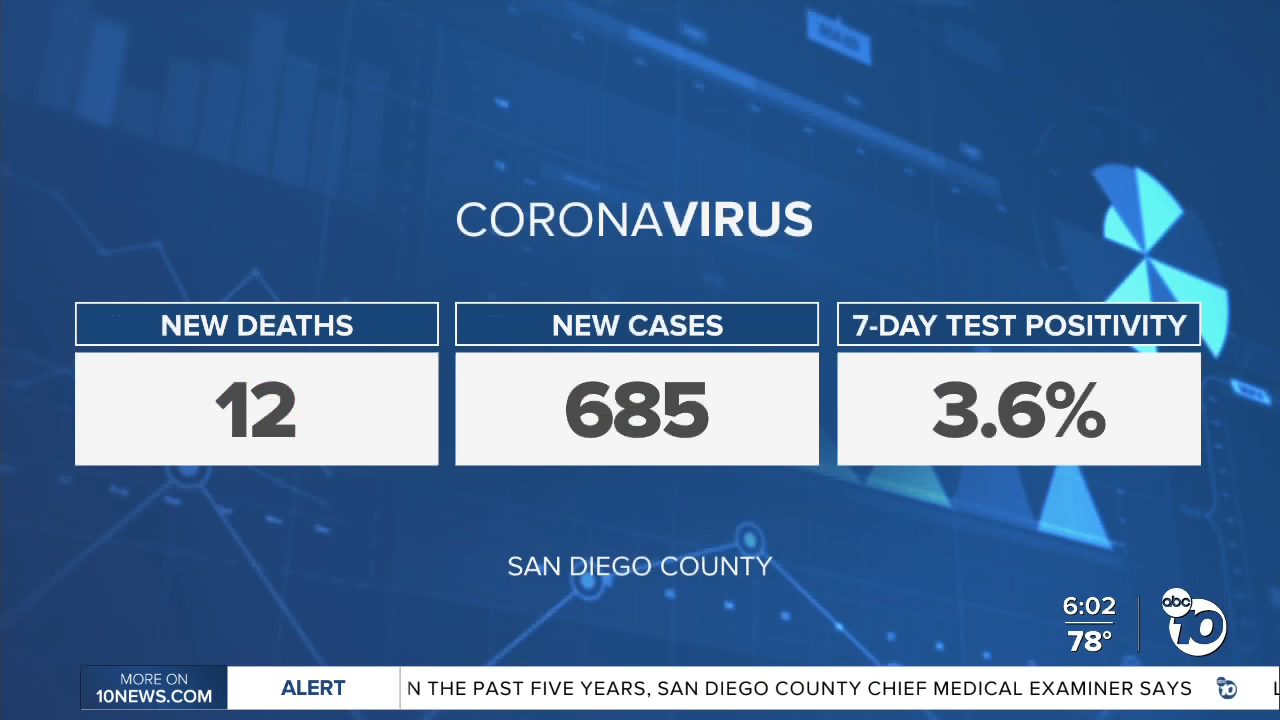 CORONAVIRUS
NEW DEATHS
NEW CASES
7-DAY TEST POSITIVITY
12
685
3.6%
SAN DIEGO COUNTY
6:02
78°
abc
10
MORE ON
10NEWS.COM
ALERT
N THE PAST FIVE YEARS, SAN DIEGO COUNTY CHIEF MEDICAL EXAMINER SAYS